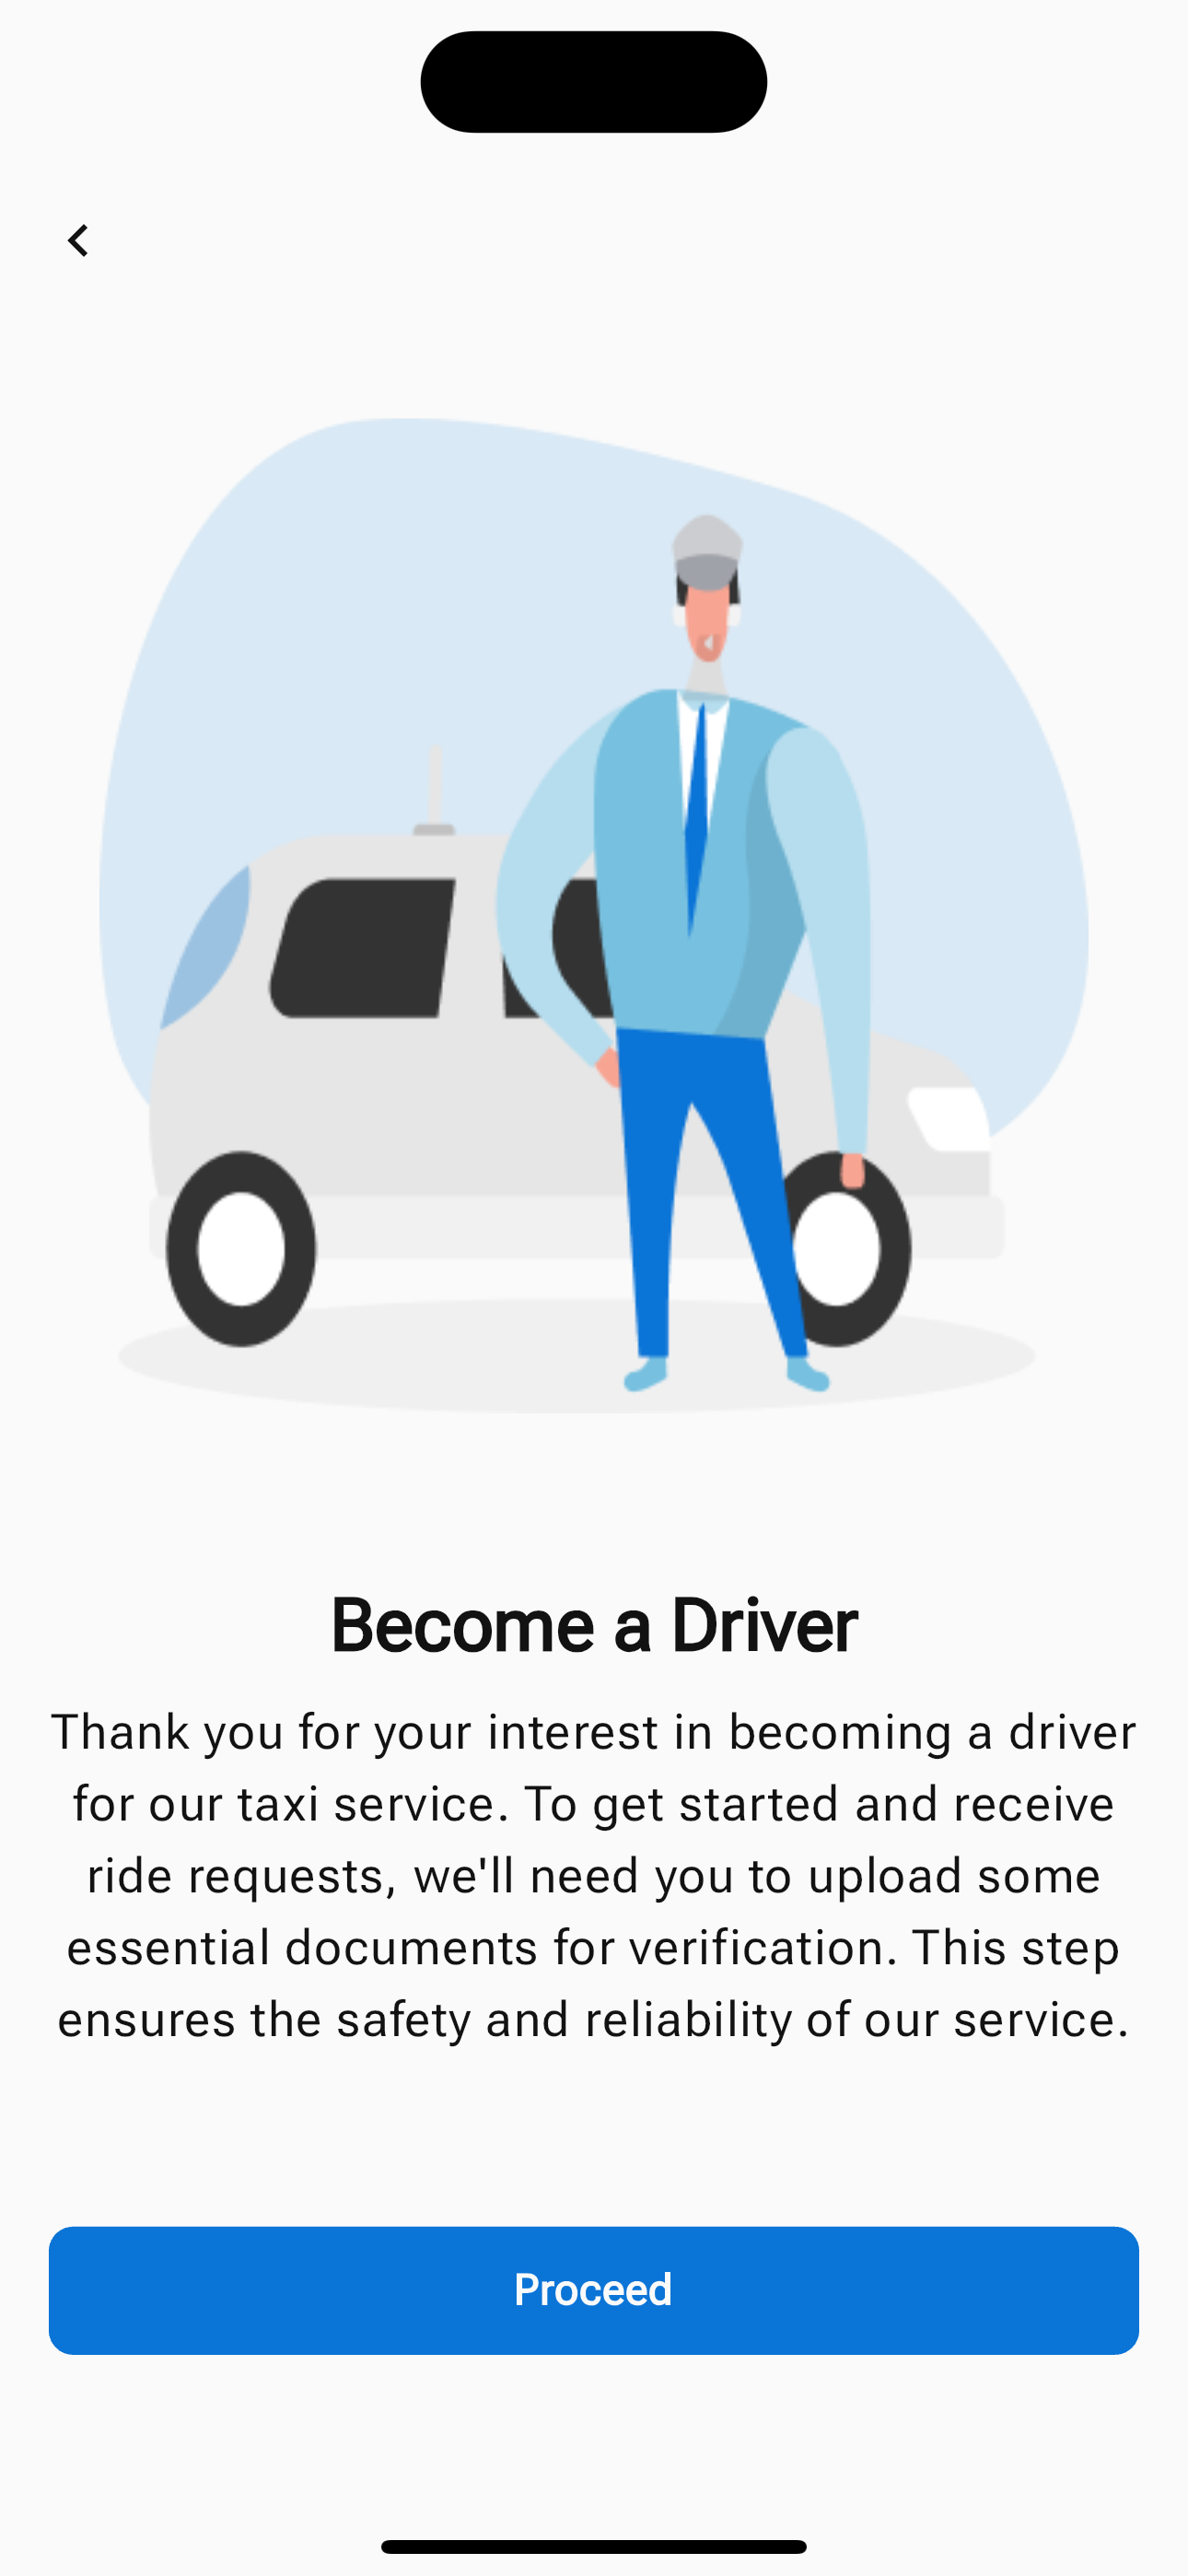 Become a Driver
Thank you for your interest in becoming a driver
for our taxi service. To get started and receive
ride requests, we'll need you to upload some
essential documents for verification. This step
ensures the safety and reliability of our service.
Proceed